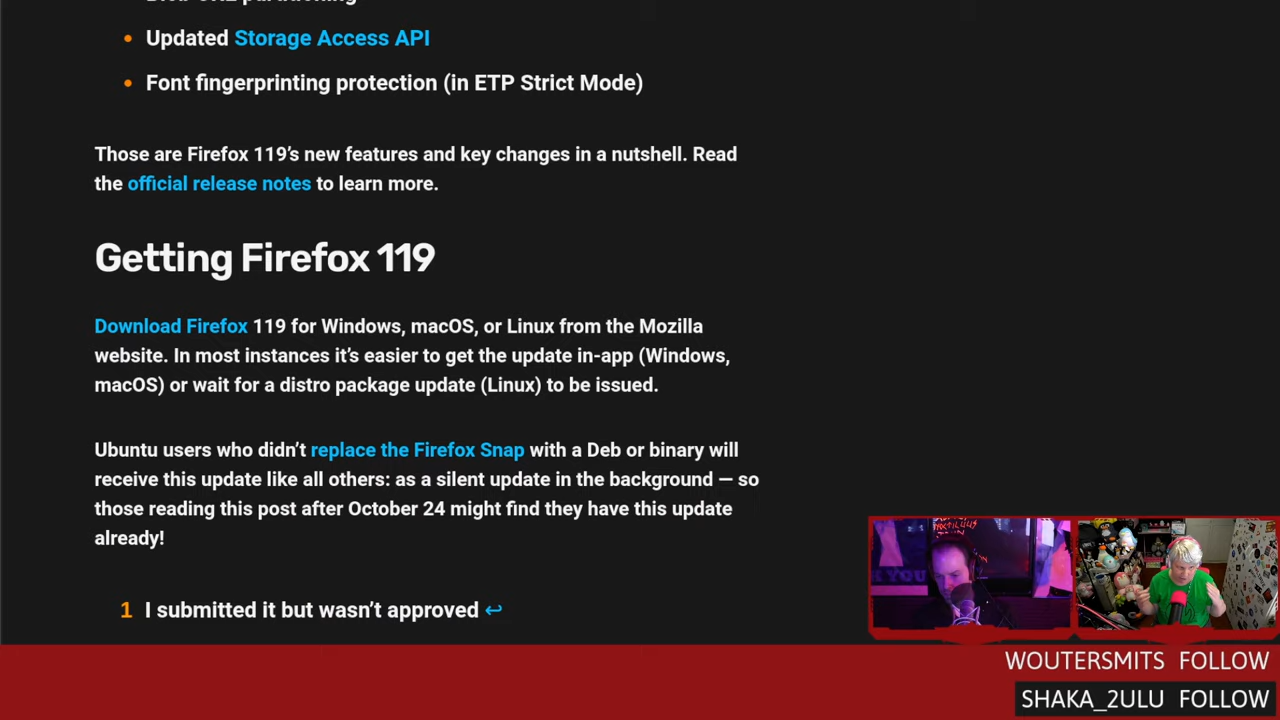 Updated Storage Access API
Font fingerprinting protection (in ETP Strict Mode)
Those are Firefox 119’s new features and key changes in a nutshell. Read
the official release notes to learn more.
Getting Firefox 119
Download Firefox 119 for Windows, macOS, or Linux from the Mozilla
website. In most instances it’s easier to get the update in-app (Windows,
macOS) or wait for a distro package update (Linux) to be issued.
Ubuntu users who didn’t replace the Firefox Snap with a Deb or binary will
receive this update like all others: as a silent update in the background — so
those reading this post after October 24 might find they have this update
already!
1 I submitted it but wasn’t approved ↩
WOUTERSMITS FOLLOW
SHAKA_2ULU FOLLOW